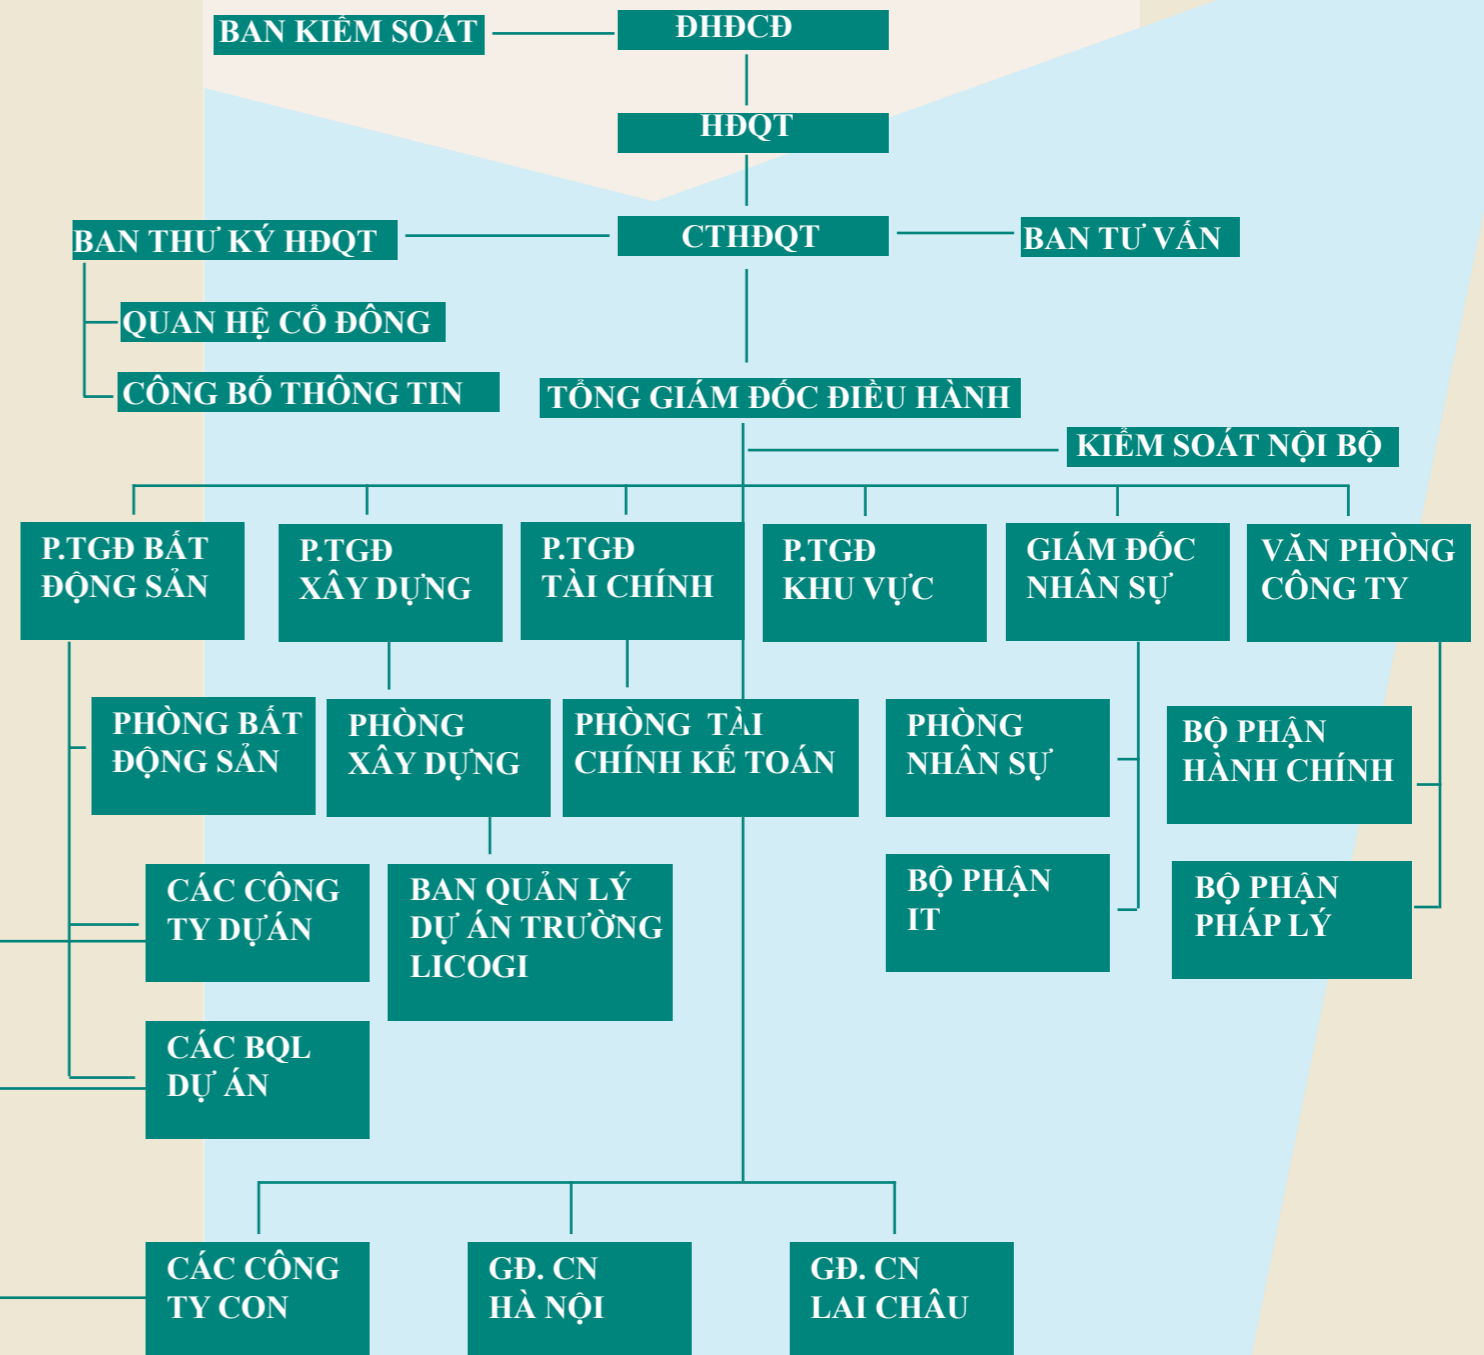 BAN KIỂM SOÁT
ĐHĐCĐ
HĐQT
BAN THƯ KÝ HĐQT
CTHĐQT
BAN TƯ VẤN
QUAN HỆ CỔ ĐÔNG
CÔNG BỐ THÔNG TIN
TỔNG GIÁM ĐỐC ĐIỀU HÀNH
KIỂM SOÁT NỘI BỘ
P.TGĐ BẤT
ĐỘNG SẢN
P.TGĐ
XÂY DỰNG
P.TGĐ
TÀI CHÍNH
P.TGĐ
KHU VỰC
GIÁM ĐỐC
NHÂN SỰ
VĂN PHÒNG
CÔNG TY
PHÒNG BẤT
ĐỘNG SẢN
PHÒNG
XÂY DỰNG
PHÒNG TÀI
CHÍNH KẾ TOÁN
PHÒNG
NHÂN SỰ
BỘ PHẬN
HÀNH CHÍNH
CÁC CÔNG
TY DỰÁN
BAN QUẢN LÝ
DỰ ÁN TRƯỜNG
LICOGI
BỘ PHẬN
IT
BỘ PHẬN
PHÁP LÝ
CÁC BQL
DỰ ÁN
CÁC CÔNG
TY CON
GĐ. CN
HÀ NỘI
GĐ. CN
LAI CHÂU